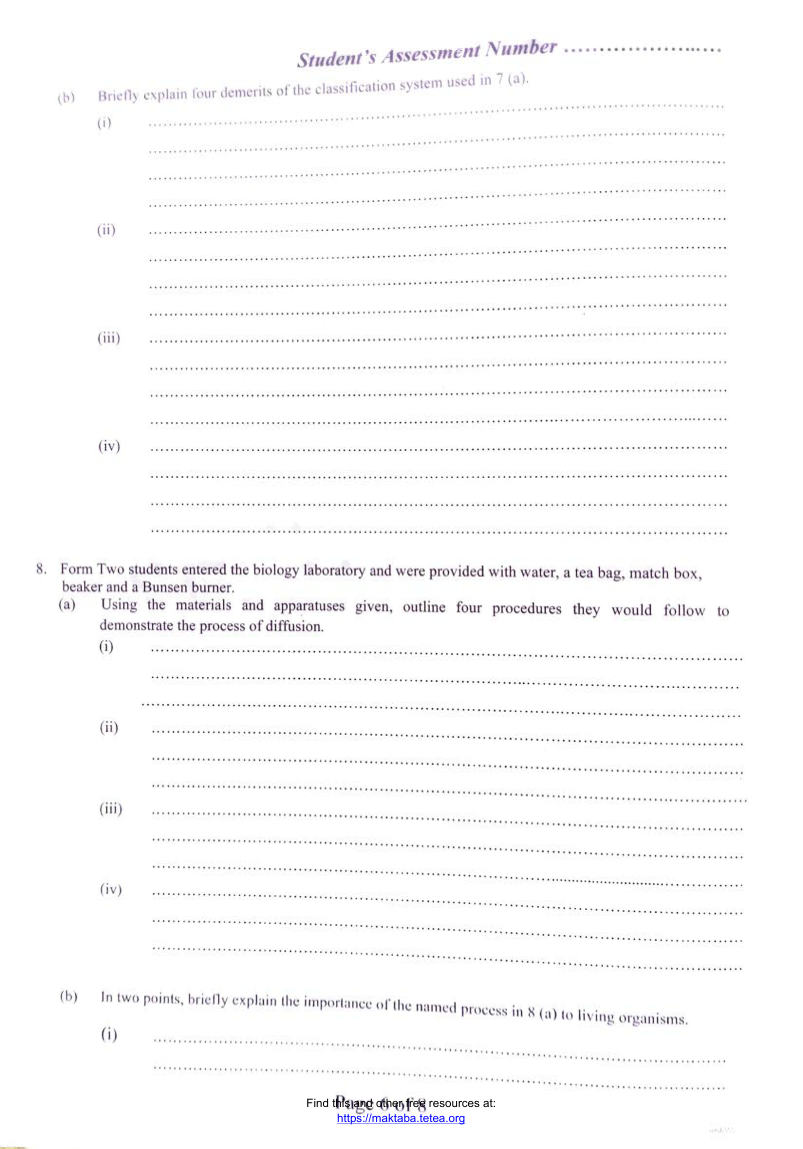 Student's Assessment Number ........................
(b) Briefly explain four demerits of the classification system used in 7 (a).
(i)
(ii)
(iii)
(iv)
8. Form Two students entered the biology laboratory and were provided with water, a tea bag, match box,
beaker and a Bunsen burner.
(a) Using the materials and apparatuses given, outline four procedures they would follow to
demonstrate the process of diffusion.
(i)
(ii)
(iii)
(iv)
(b) In two points, briefly explain the importance of the named process in 8 (a) to living organisms.
(i)
Page 6 of 8
Find this and other free resources at:
https://maktaba.tetea.org